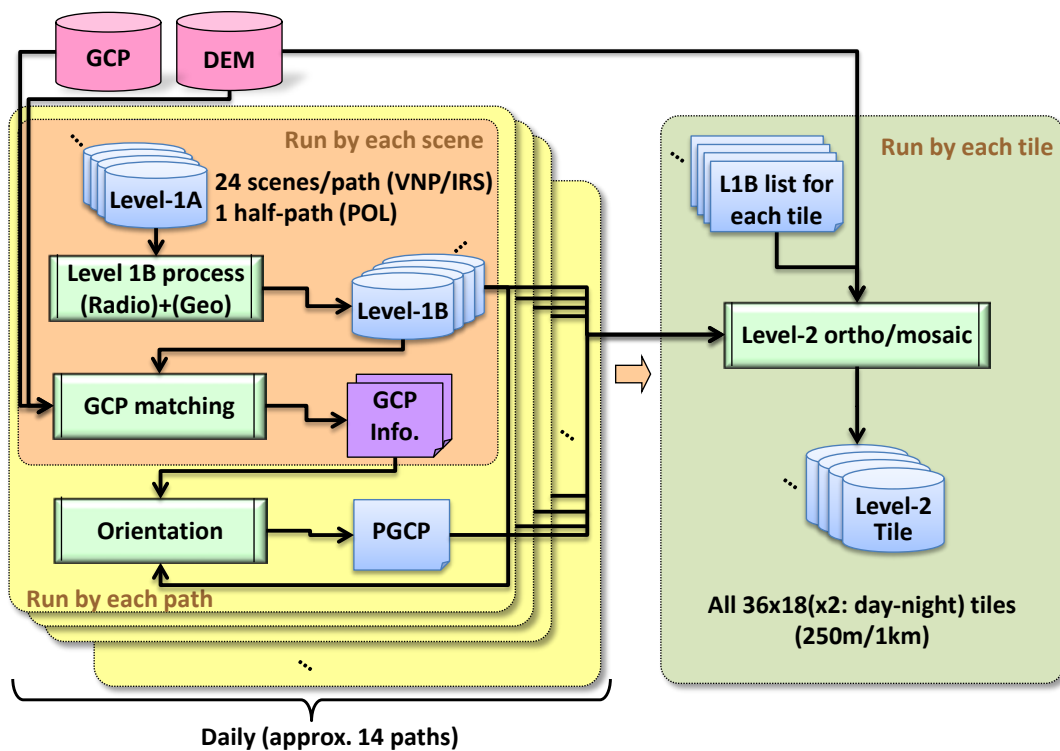 GCP
DEM
Run by each scene
Level-1A
24 scenes/path (VNP/IRS)
1 half-path (POL)
Level 1B process
(Radio)+(Geo)
Level-1B
GCP matching
GCP
Info.
Orientation
PGCP
Run by each path
Daily (approx. 14 paths)
Run by each tile
L1B list for
each tile
Level-2 ortho/mosaic
Level-2
Tile
All 36x18(x2: day-night) tiles
(250m/1km)